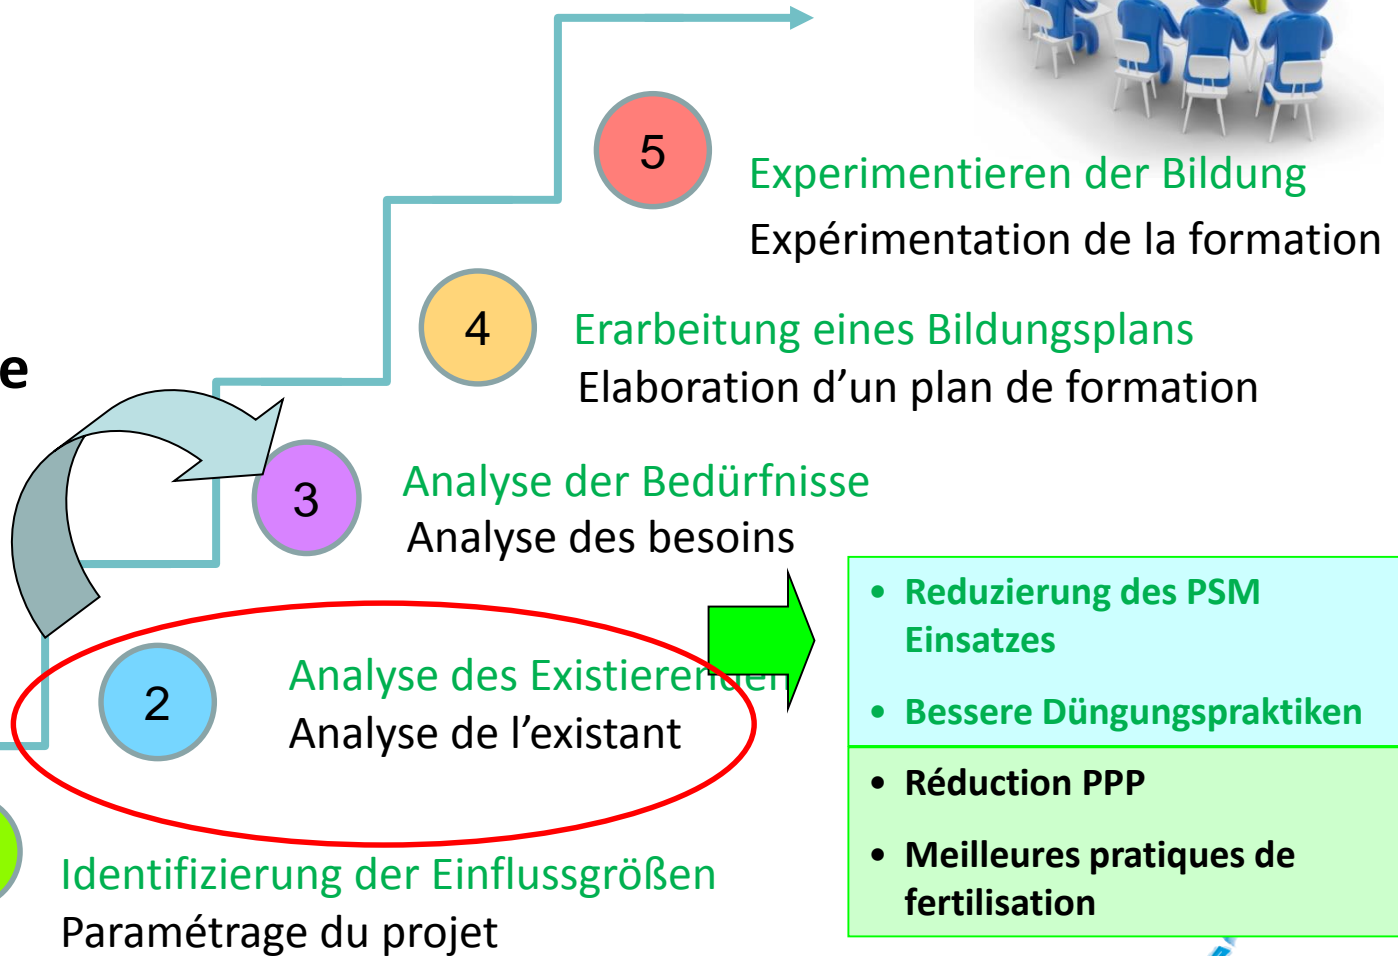 5
Experimentieren der Bildung
Expérimentation de la formation
4
Erarbeitung eines Bildungsplans
Elaboration d’un plan de formation
e
3
Analyse der Bedürfnisse
Analyse des besoins
2
Analyse des Existierenden
Analyse de l’existant
• Reduzierung des PSM
Einsatzes
• Bessere Düngungspraktiken
• Réduction PPP
• Meilleures pratiques de
fertilisation
Identifizierung der Einflussgrößen
Paramétrage du projet